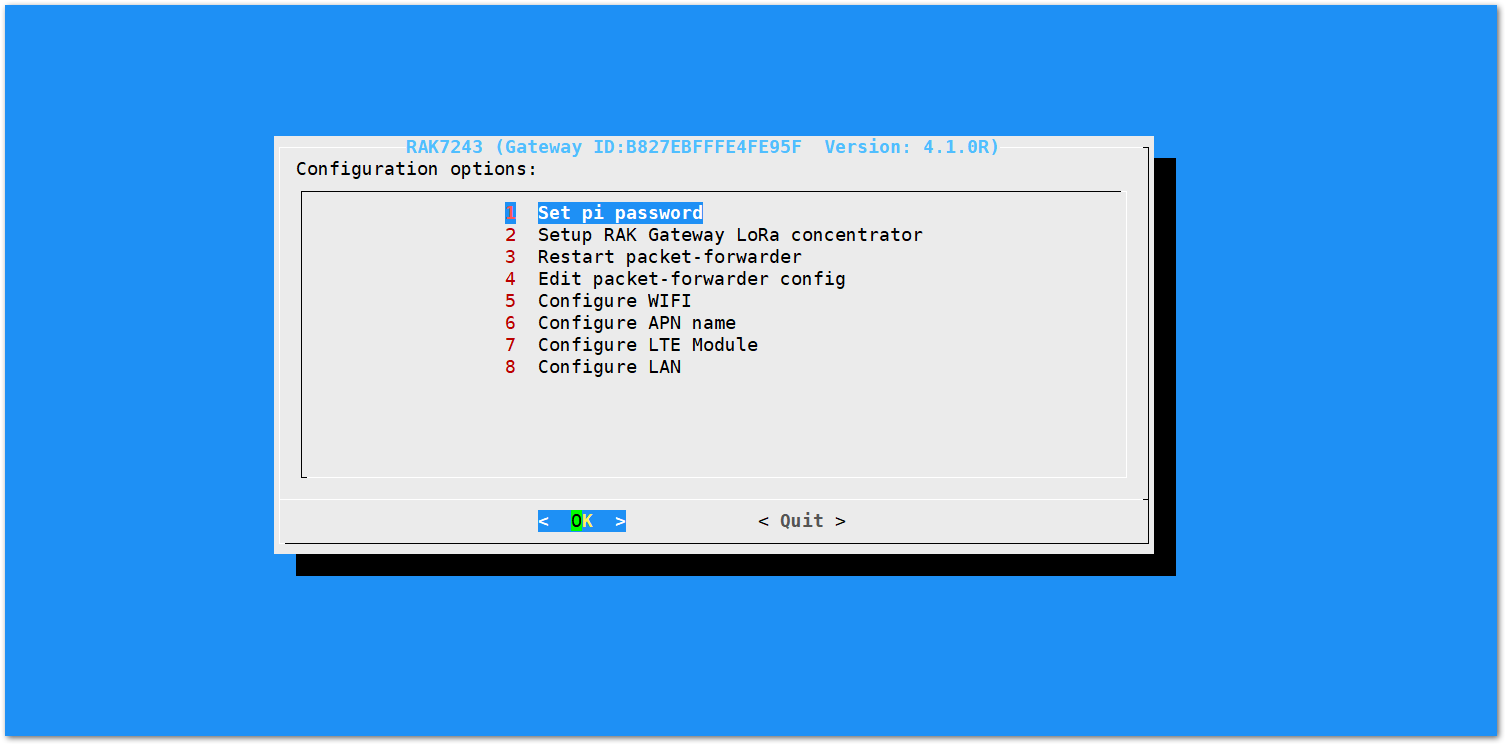 RAK7243 (Gateway ID:B827EBFFFE4FE95F  Version: 4.1.0R)
Configuration options:
1  Set pi password
2  Setup RAK Gateway LoRa concentrator
3  Restart packet-forwarder
4  Edit packet-forwarder config
5  Configure WIFI
6  Configure APN name
7  Configure LTE Module
8  Configure LAN
<  OK  > < Quit >